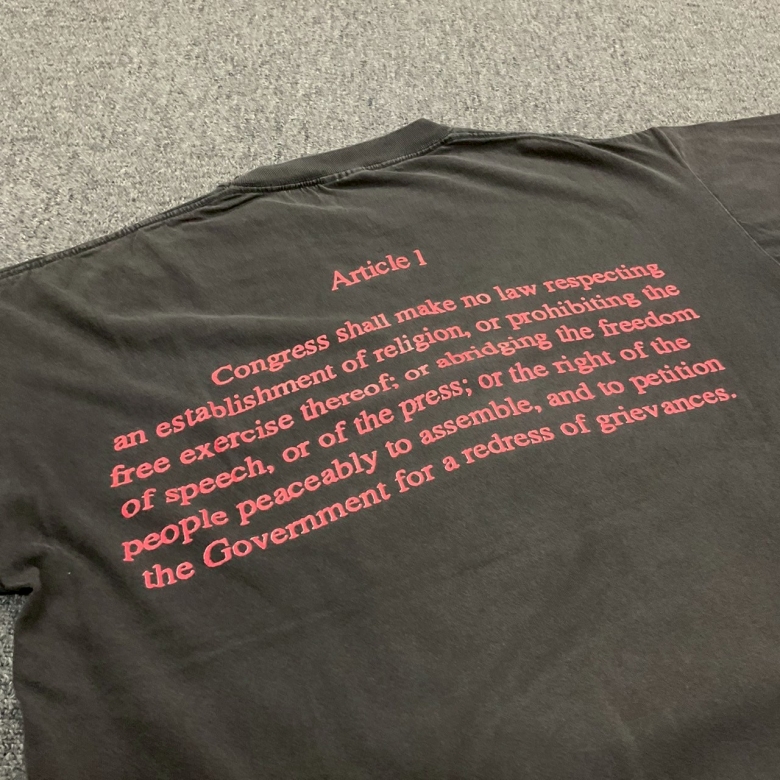 Article 1
Congress shall make no law respecting
an establishment of religion, or prohibiting the
free exercise thereof; or abridging the freedom
of speech, or of the press; or the right of the
people peaceably to assemble, and to petition
the Government for a redress of grievances.